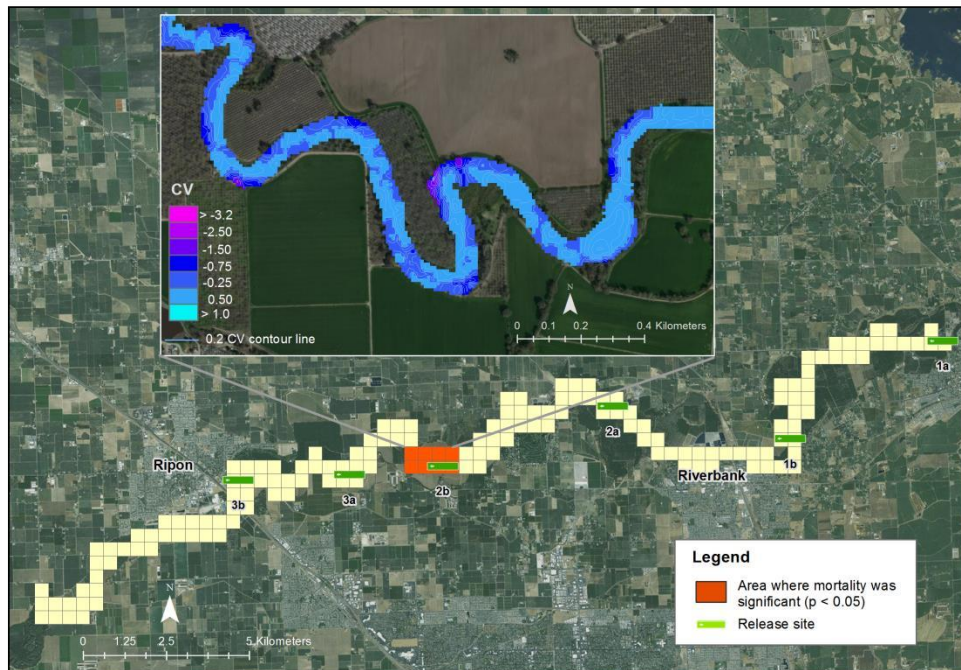 CV
> -3.2
-2.50
-1.50
-0.75
-0.25
0.50
> 1.0
0.2 CV contour line
N
0 0.1 0.2 0.4 Kilometers
1a
2a
1b
Riverbank
Ripon
2b
3a
3b
N
0 1.25 2.5 5 Kilometers
Legend
Area where mortality was
significant (p < 0.05)
Release site